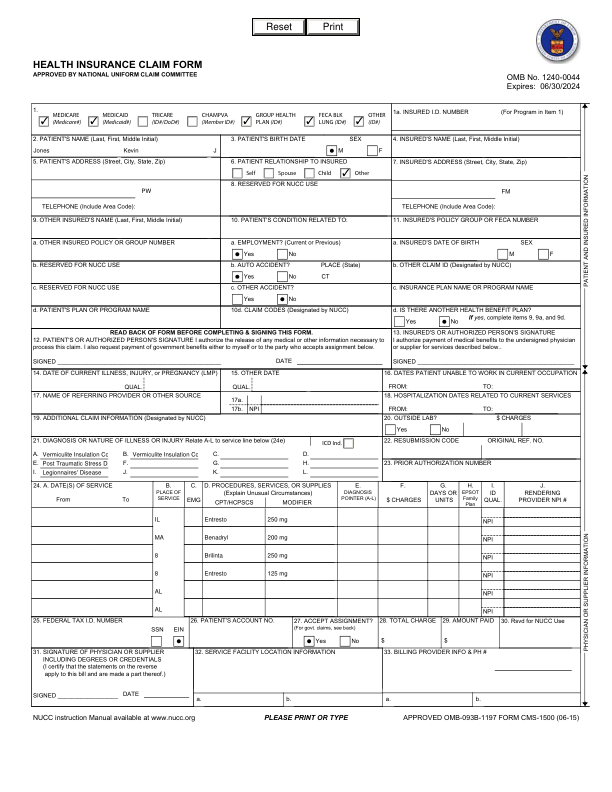 Reset Print
HEALTH INSURANCE CLAIM FORM
APPROVED BY NATIONAL UNIFORM CLAIM COMMITTEE
OMB No. 1240-0044
Expires: 06/30/2024
1. MEDICARE MEDICAID TRICARE CHAMPVA GROUP HEALTH FECA BLK OTHER
(Medicare#) (Medicaid#) (ID#/DoD#) (Member ID#) PLAN (ID#) LUNG (ID#) (ID#)
1a. INSURED I.D. NUMBER (For Program in Item 1)
2. PATIENT'S NAME (Last, First, Middle Initial) 3. PATIENT'S BIRTH DATE SEX 4. INSURED'S NAME (Last, First, Middle Initial)
Jones Kevin J M F
5. PATIENT'S ADDRESS (Street, City, State, Zip) 6. PATIENT RELATIONSHIP TO INSURED 7. INSURED'S ADDRESS (Street, City, State, Zip)
Self Spouse Child Other
8. RESERVED FOR NUCC USE
PW FM
TELEPHONE (Include Area Code): TELEPHONE (Include Area Code):
9. OTHER INSURED'S NAME (Last, First, Middle Initial) 10. PATIENT'S CONDITION RELATED TO: 11. INSURED'S POLICY GROUP OR FECA NUMBER
a. OTHER INSURED POLICY OR GROUP NUMBER a. EMPLOYMENT? (Current or Previous) a. INSURED'S DATE OF BIRTH SEX
Yes No M F
b. RESERVED FOR NUCC USE b. AUTO ACCIDENT? PLACE (State) b. OTHER CLAIM ID (Designated by NUCC)
Yes No CT
c. RESERVED FOR NUCC USE c. OTHER ACCIDENT? c. INSURANCE PLAN NAME OR PROGRAM NAME
Yes No
d. PATIENT'S PLAN OR PROGRAM NAME 10d. CLAIM CODES (Designated by NUCC) d. IS THERE ANOTHER HEALTH BENEFIT PLAN?
Yes No If yes, complete items 9, 9a, and 9d.
READ BACK OF FORM BEFORE COMPLETING & SIGNING THIS FORM.
12. PATIENT'S OR AUTHORIZED PERSON'S SIGNATURE I authorize the release of any medical or other information necessary to
process this claim. I also request payment of government benefits either to myself or to the party who accepts assignment below.
SIGNED DATE
13. INSURED'S OR AUTHORIZED PERSON'S SIGNATURE
I authorize payment of medical benefits to the undersigned physician
or supplier for services described below..
SIGNED
PATIENT AND INSURED INFORMATION
14. DATE OF CURRENT ILLNESS, INJURY, or PREGNANCY (LMP) 15. OTHER DATE 16. DATES PATIENT UNABLE TO WORK IN CURRENT OCCUPATION
QUAL. QUAL. FROM: TO:
17. NAME OF REFERRING PROVIDER OR OTHER SOURCE 17a. 18. HOSPITALIZATION DATES RELATED TO CURRENT SERVICES
17b. NPI FROM: TO:
19. ADDITIONAL CLAIM INFORMATION (Designated by NUCC) 20. OUTSIDE LAB? $ CHARGES
Yes No
21. DIAGNOSIS OR NATURE OF ILLNESS OR INJURY Relate A-L to service line below (24e) ICD Ind. 22. RESUBMISSION CODE ORIGINAL REF. NO.
A. Vermiculite Insulation Cc B. Vermiculite Insulation Cc C. D.
E. Post Traumatic Stress D F. G. H.
I. Legionnaires' Disease J. K. L.
23. PRIOR AUTHORIZATION NUMBER
24. A. DATE(S) OF SERVICE B. C. D. PROCEDURES, SERVICES, OR SUPPLIES E. F. G. H. I. J.
From To PLACE OF SERVICE EMG (Explain Unusual Circumstances) DIAGNOSIS POINTER (A-L) $ CHARGES DAYS OR UNITS EPSOT Family Plan ID QUAL. RENDERING PROVIDER NPI #
CPT/HCPSCS MODIFIER
IL Entresto 250 mg NPI
MA Benadryl 200 mg NPI
8 Brilinta 250 mg NPI
8 Entresto 125 mg NPI
AL NPI
AL NPI
25. FEDERAL TAX I.D. NUMBER SSN EIN 26. PATIENT'S ACCOUNT NO. 27. ACCEPT ASSIGNMENT? 28. TOTAL CHARGE 29. AMOUNT PAID 30. Rsvd for NUCC Use
(For govt. claims, see back)
Yes No $ $
31. SIGNATURE OF PHYSICIAN OR SUPPLIER 32. SERVICE FACILITY LOCATION INFORMATION 33. BILLING PROVIDER INFO & PH #
INCLUDING DEGREES OR CREDENTIALS
(I certify that the statements on the reverse
apply to this bill and are made a part thereof.)
SIGNED DATE a. b. a. b.
PHYSICIAN OR SUPPLIER INFORMATION
NUCC instruction Manual available at www.nucc.org PLEASE PRINT OR TYPE APPROVED OMB-093B-1197 FORM CMS-1500 (06-15)